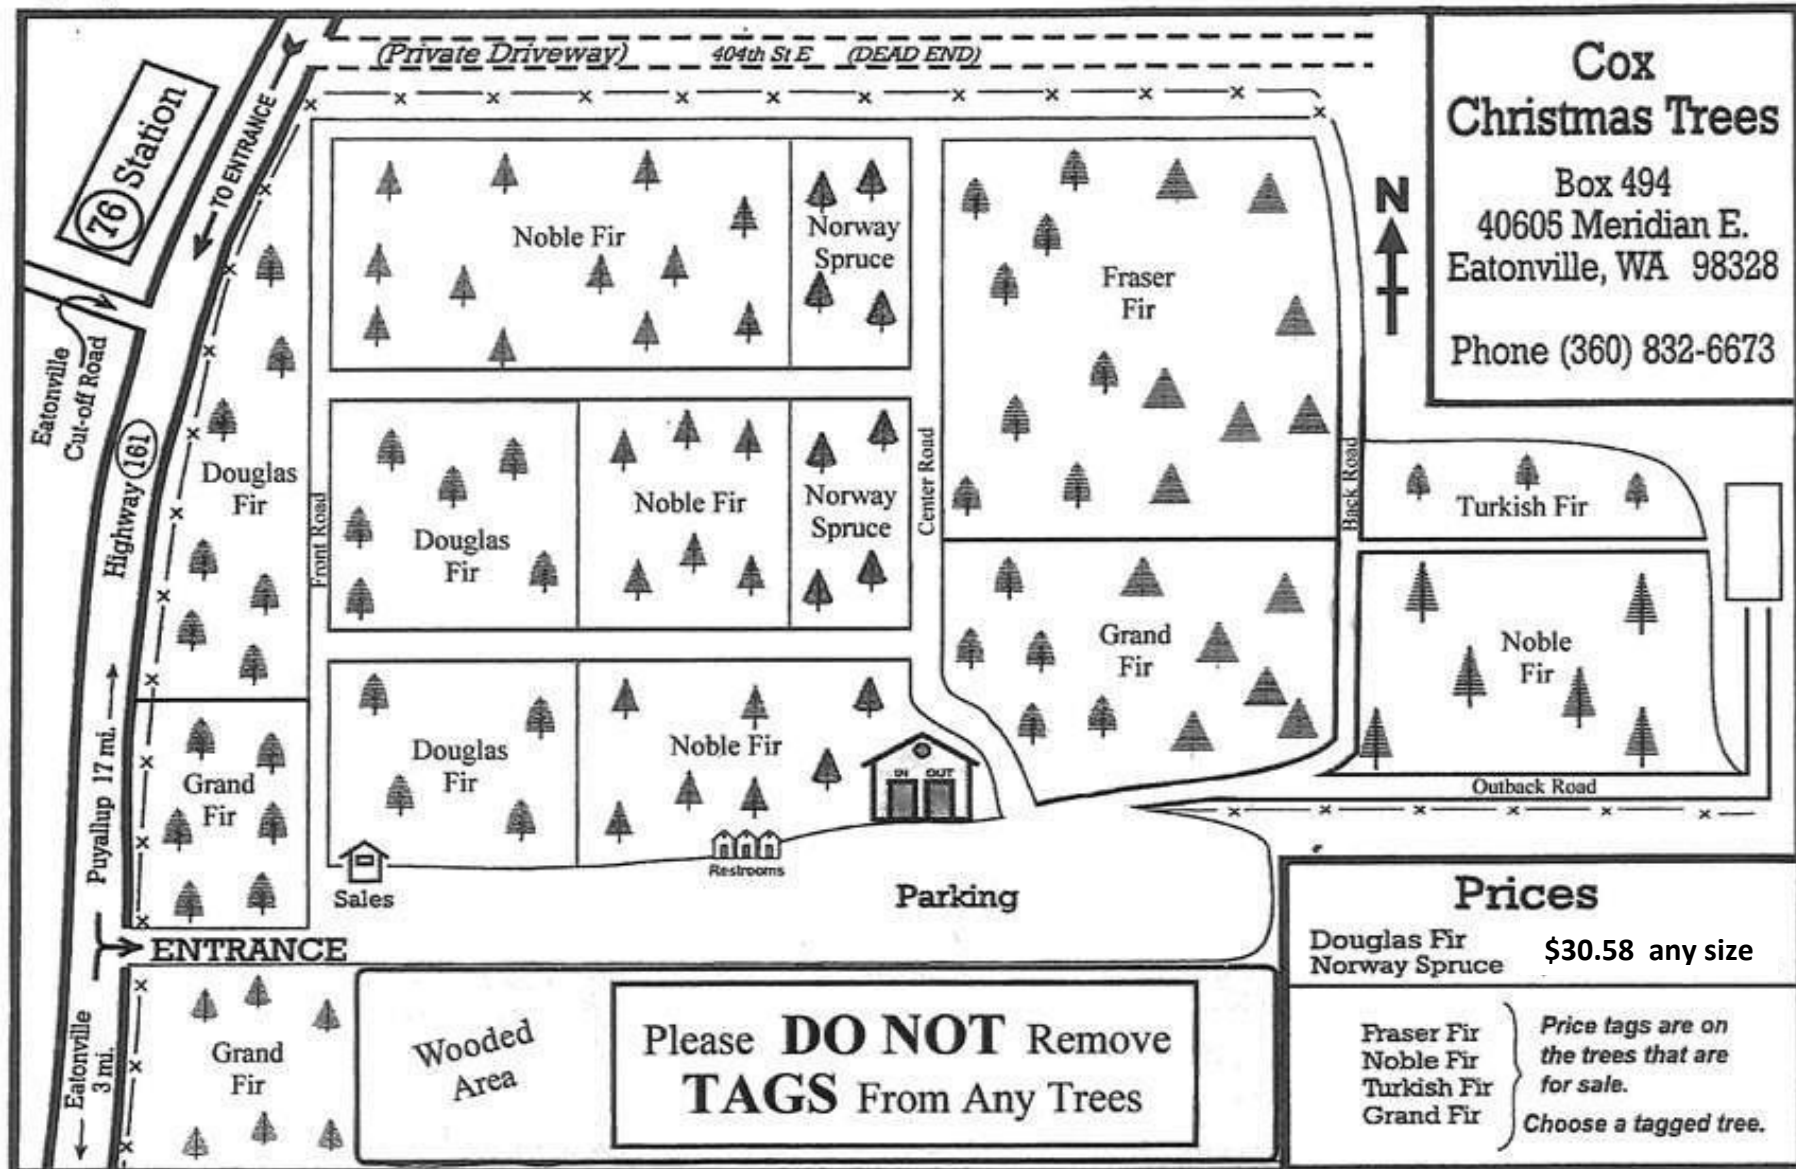 (Private Driveway) 404th St E (DEAD END)
76 Station
TO ENTRANCE
Eatonville
Cut-off Road
Highway 161
Puyallup 17 mi.
Eatonville
3 mi.
Cox
Christmas Trees
Box 494
40605 Meridian E.
Eatonville, WA 98328
Phone (360) 832-6673
N
Noble Fir
Norway
Spruce
Fraser
Fir
Douglas
Fir
Front Road
Douglas
Fir
Noble Fir
Norway
Spruce
Center Road
Back Road
Turkish Fir
Grand
Fir
Noble
Fir
Grand
Fir
Douglas
Fir
Noble Fir
IN OUT
Outback Road
Sales
Restrooms
Parking
ENTRANCE
Grand
Fir
Wooded
Area
Please DO NOT Remove
TAGS From Any Trees
Prices
Douglas Fir
Norway Spruce
$30.58 any size
Fraser Fir
Noble Fir
Turkish Fir
Grand Fir
Price tags are on
the trees that are
for sale.
Choose a tagged tree.